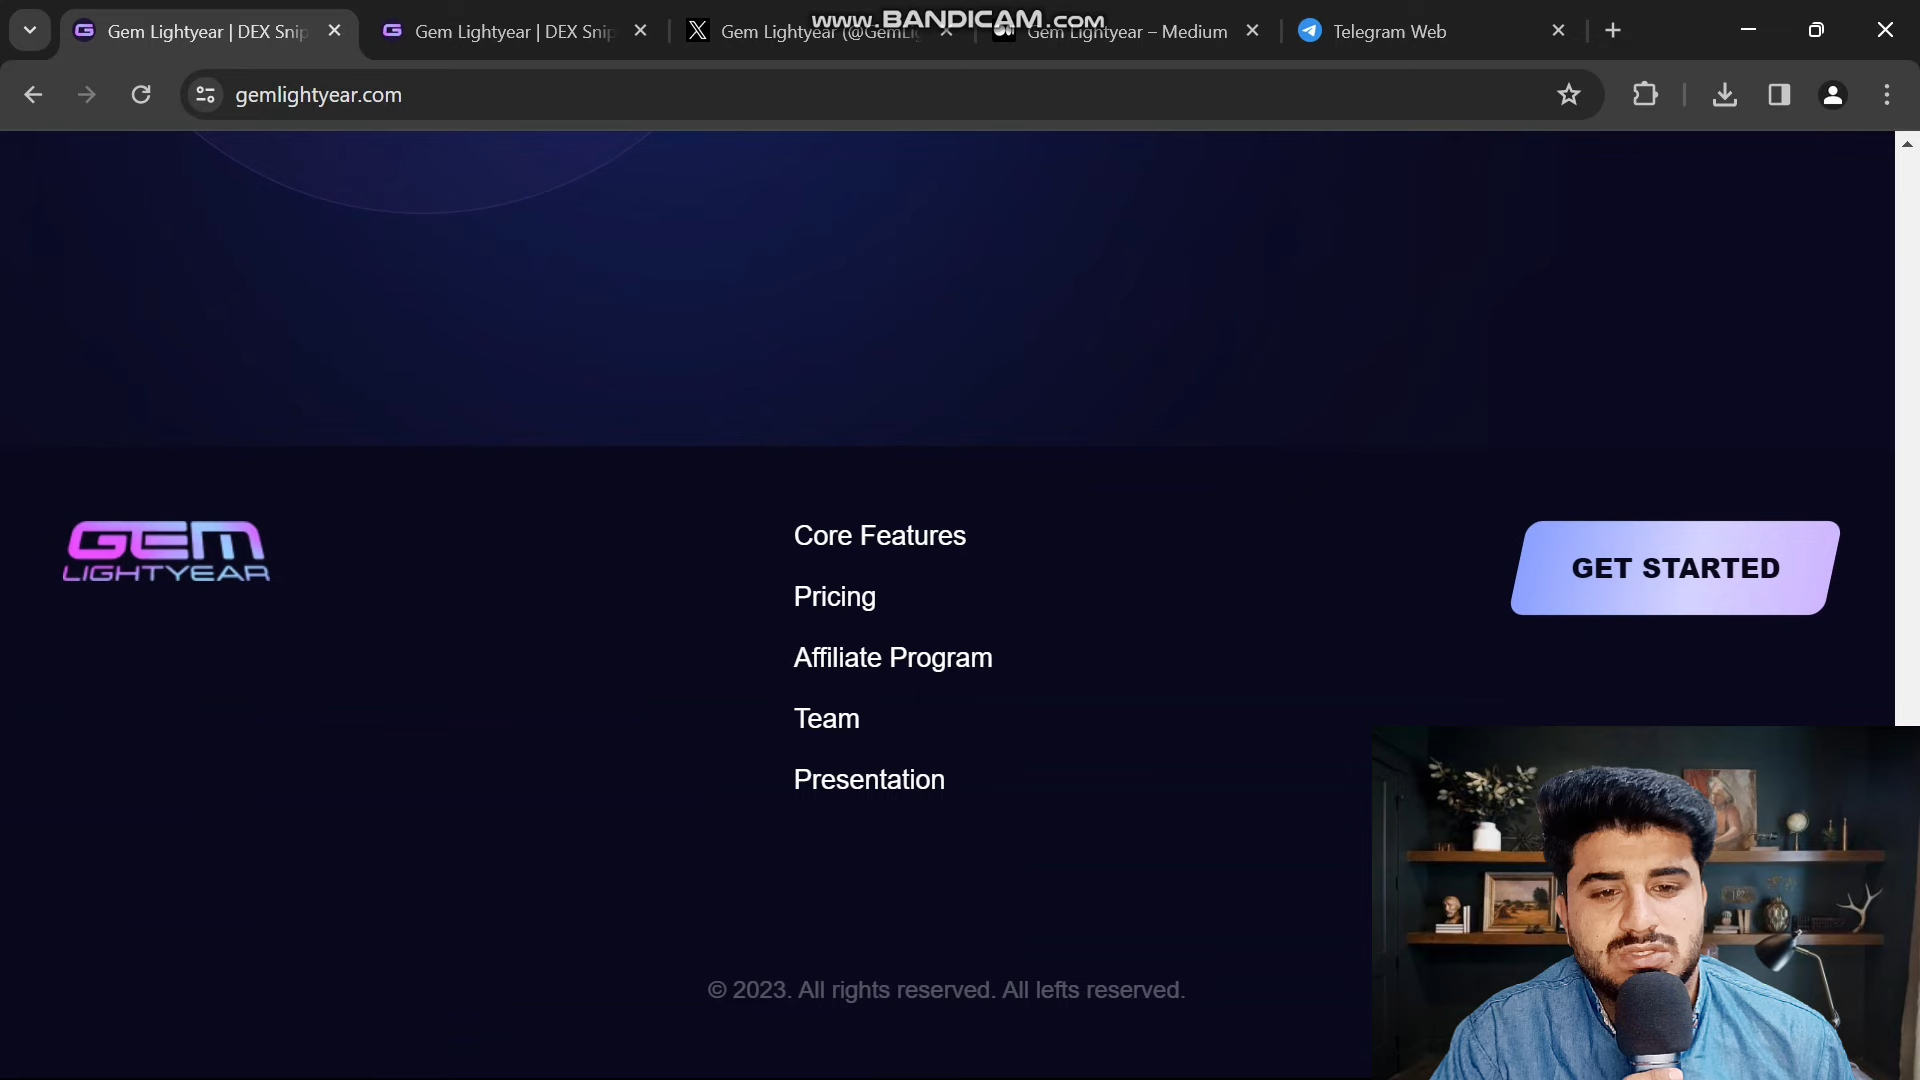 www.BANDICAM.com
Gem Lightyear | DEX Snip
Gem Lightyear | DEX Snip
Gem Lightyear (@GemLi
Gem Lightyear – Medium
Telegram Web
gemlightyear.com
GEM
LIGHTYEAR
Core Features
Pricing
Affiliate Program
Team
Presentation
GET STARTED
© 2023. All rights reserved. All lefts reserved.